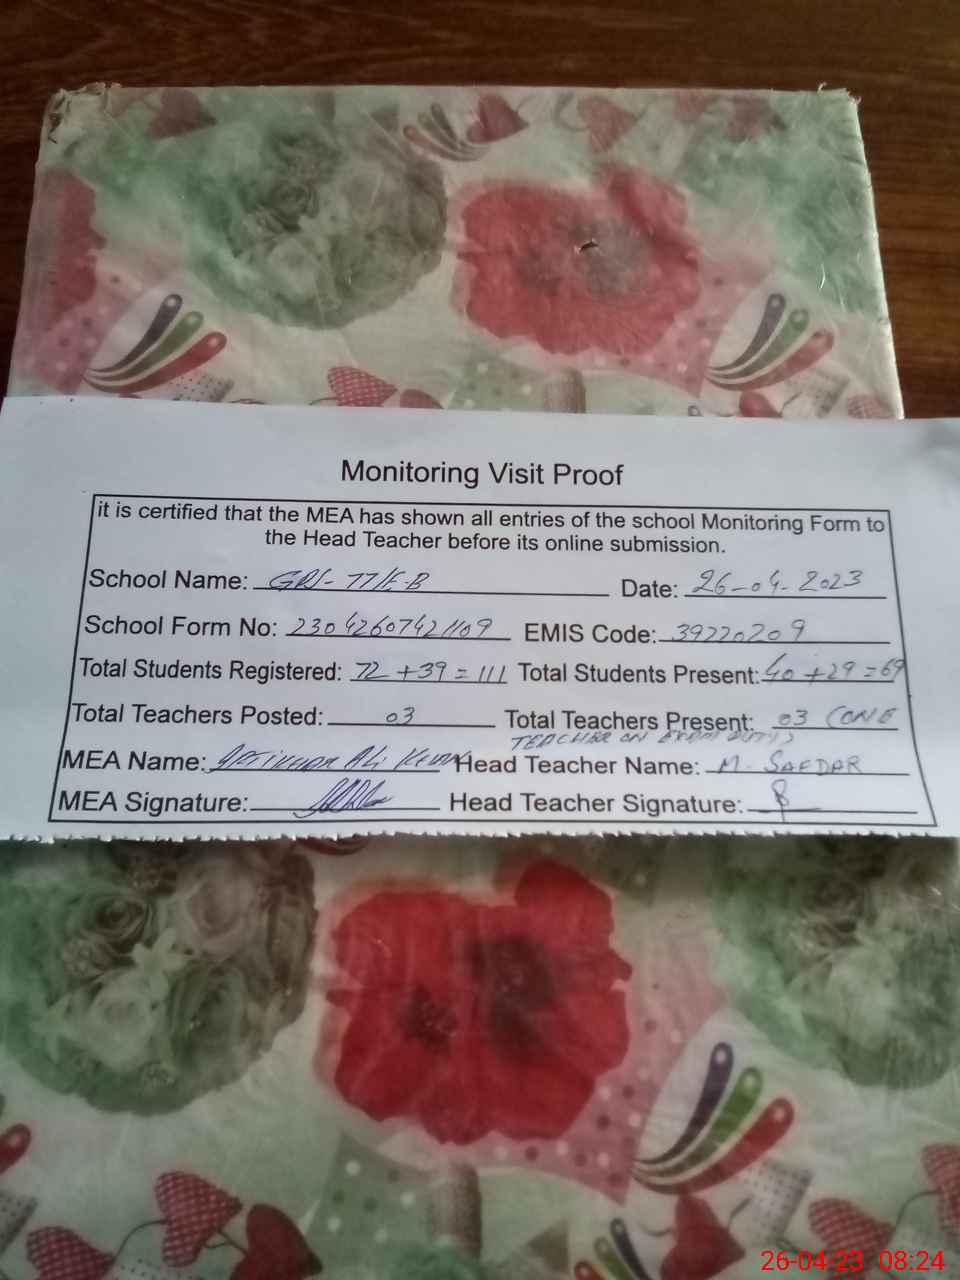 Monitoring Visit Proof
it is certified that the MEA has shown all entries of the school Monitoring Form to
the Head Teacher before its online submission.
School Name: GPS-77/E-B Date: 26-04-2023
School Form No: EMIS Code: 39220209
Total Students Registered: 72+39=111 Total Students Present: 40+29=69
Total Teachers Posted: 03 Total Teachers Present: 03 (ONE
TEACHER ON EXAM DUTY)
MEA Name: Ali Head Teacher Name: M. SAFDAR
MEA Signature: Head Teacher Signature:
26-04-23 08:24